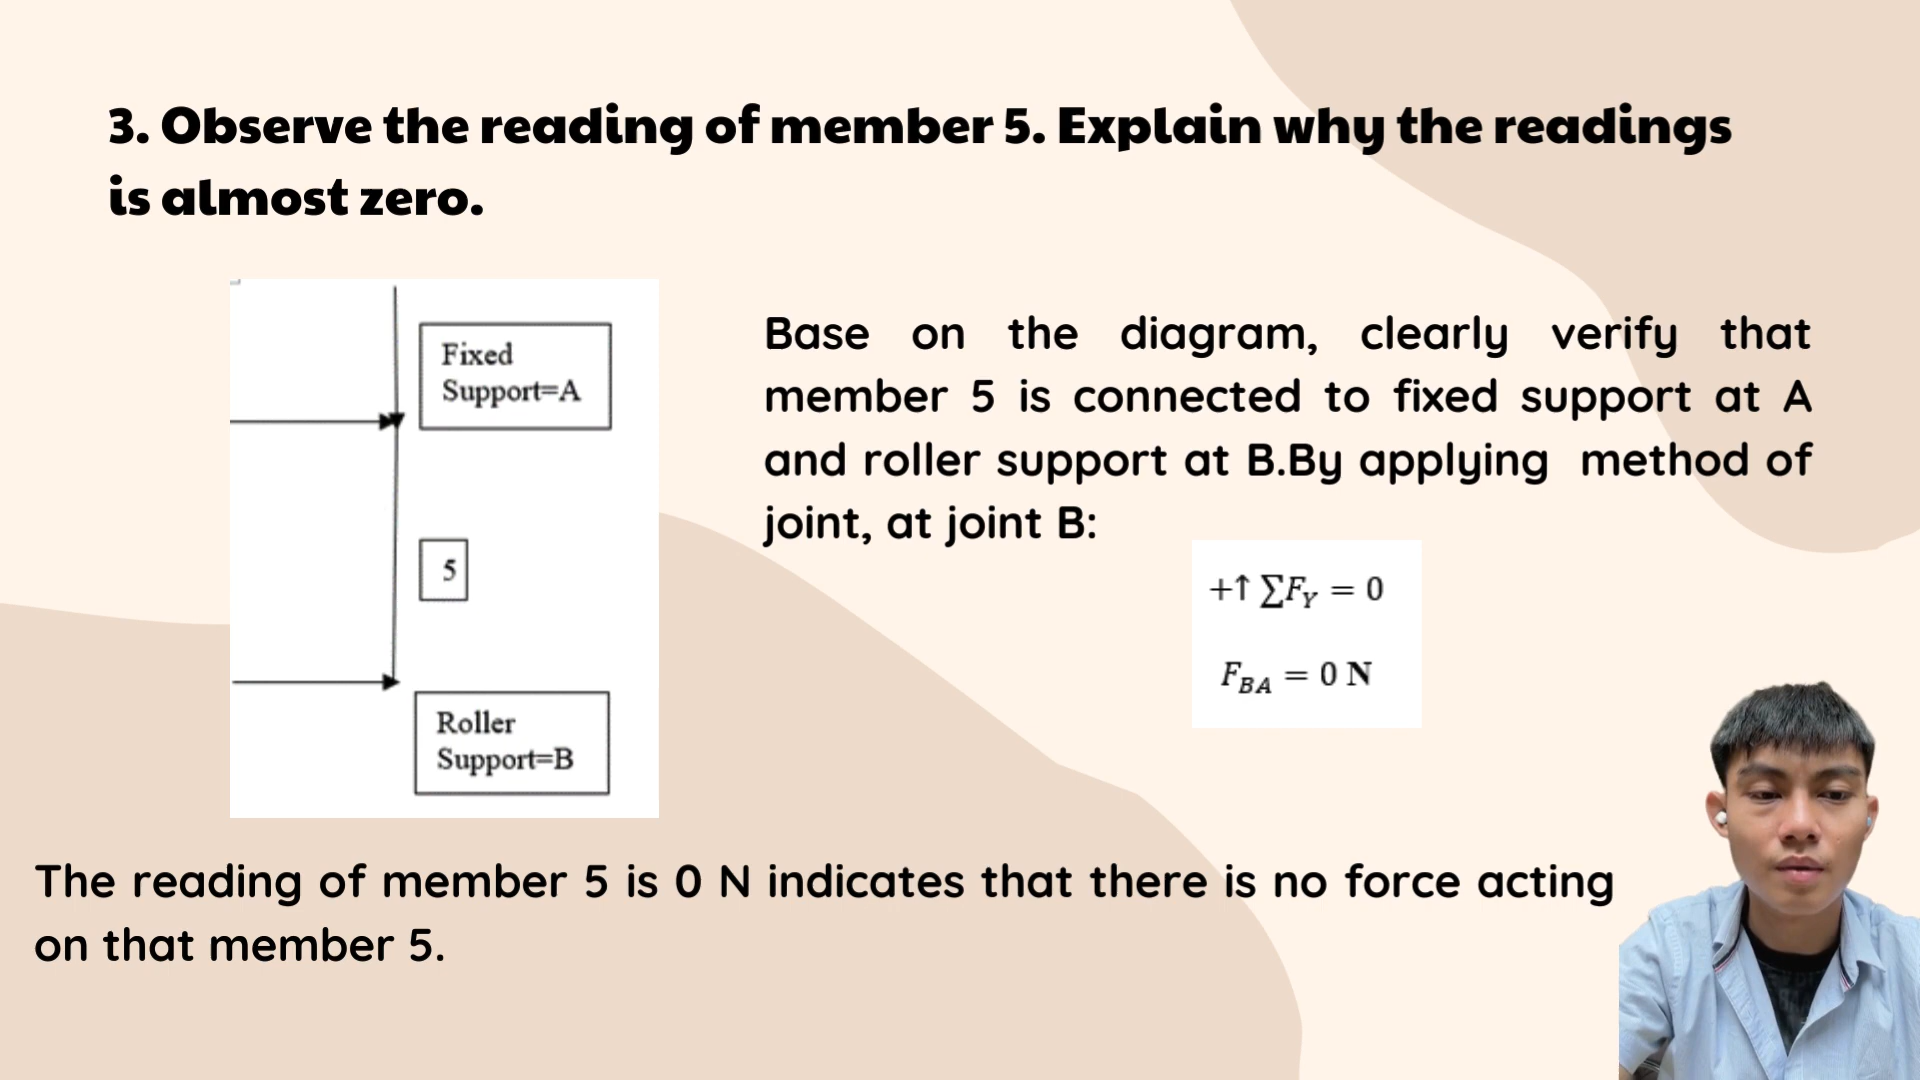 3. Observe the reading of member 5. Explain why the readings
is almost zero.
Fixed
Support=A
5
Roller
Support=B
Base on the diagram, clearly verify that
member 5 is connected to fixed support at A
and roller support at B.By applying method of
joint, at joint B:
+↑ ∑F_Y = 0
F_BA = 0 N
The reading of member 5 is 0 N indicates that there is no force acting
on that member 5.